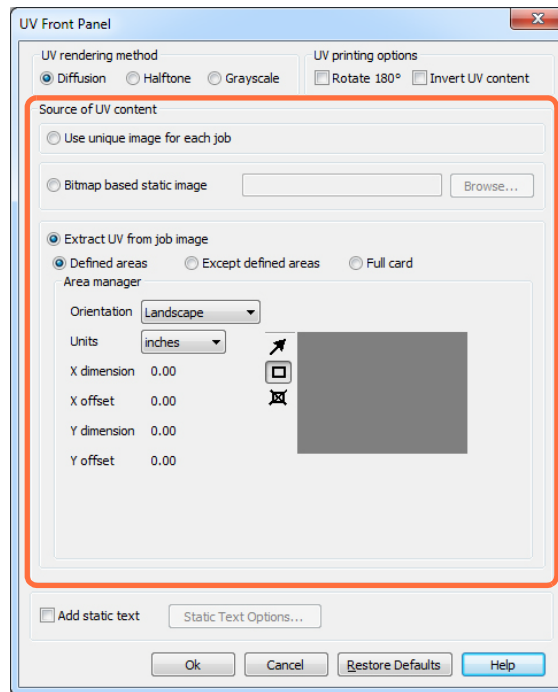 UV Front Panel
UV rendering method
Diffusion Halftone Grayscale
UV printing options
Rotate 180° Invert UV content
Source of UV content
Use unique image for each job
Bitmap based static image Browse...
Extract UV from job image
Defined areas Except defined areas Full card
Area manager
Orientation Landscape
Units inches
X dimension 0.00
X offset 0.00
Y dimension 0.00
Y offset 0.00
Add static text Static Text Options...
Ok Cancel Restore Defaults Help